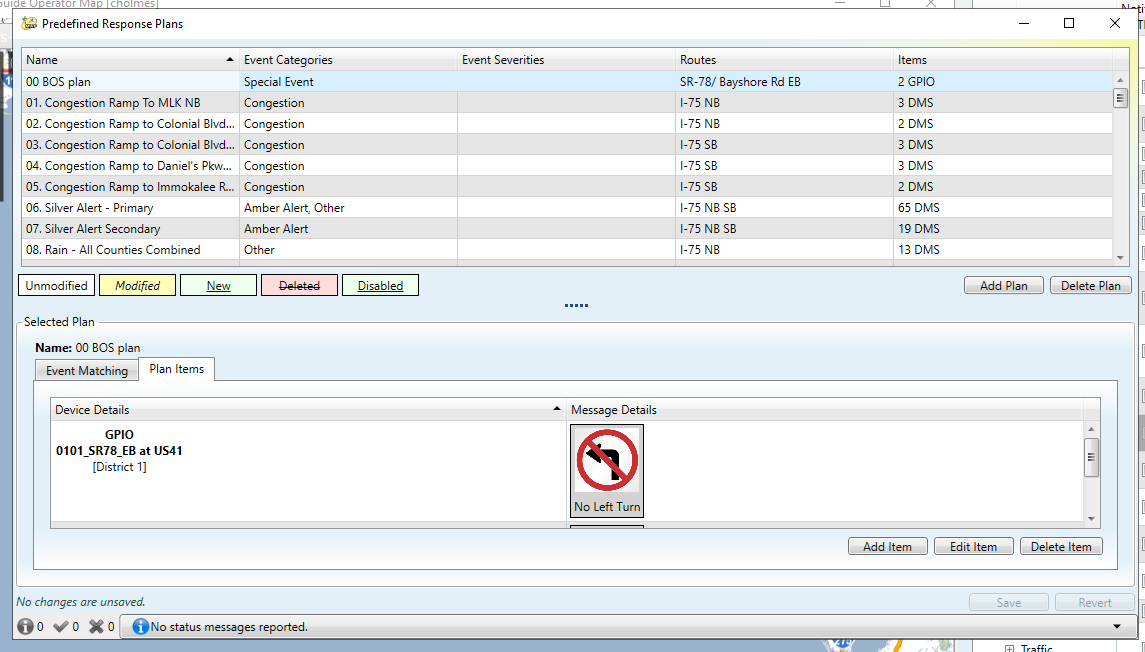 uide Operator Map [cholmes]
Predefined Response Plans
Name Event Categories Event Severities Routes Items
00 BOS plan Special Event SR-78/ Bayshore Rd EB 2 GPIO
01. Congestion Ramp To MLK NB Congestion I-75 NB 3 DMS
02. Congestion Ramp to Colonial Blvd... Congestion I-75 NB 2 DMS
03. Congestion Ramp to Colonial Blvd... Congestion I-75 SB 3 DMS
04. Congestion Ramp to Daniel's Pkw... Congestion I-75 SB 3 DMS
05. Congestion Ramp to Immokalee R... Congestion I-75 SB 2 DMS
06. Silver Alert - Primary Amber Alert, Other I-75 NB SB 65 DMS
07. Silver Alert Secondary Amber Alert I-75 NB SB 19 DMS
08. Rain - All Counties Combined Other I-75 NB 13 DMS
Unmodified Modified New Deleted Disabled Add Plan Delete Plan
Selected Plan
Name: 00 BOS plan
Event Matching Plan Items
Device Details Message Details
GPIO
0101_SR78_EB at US41
[District 1]
No Left Turn
Add Item Edit Item Delete Item
No changes are unsaved. Save Revert
0 0 0 No status messages reported.
275 Traffic